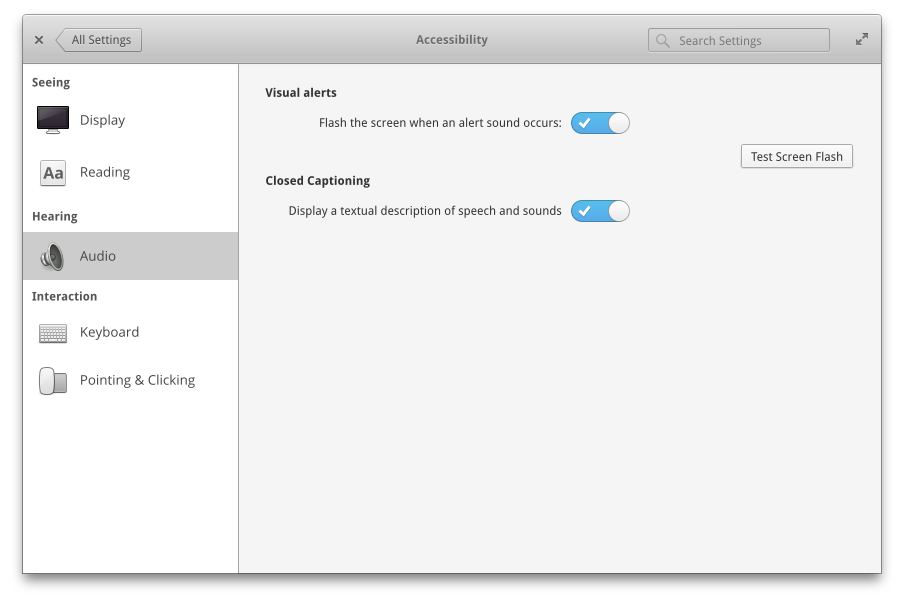 All Settings
Accessibility
Search Settings
Seeing
Display
Aa
Reading
Hearing
Audio
Interaction
Keyboard
Pointing & Clicking
Visual alerts
Flash the screen when an alert sound occurs:
Test Screen Flash
Closed Captioning
Display a textual description of speech and sounds